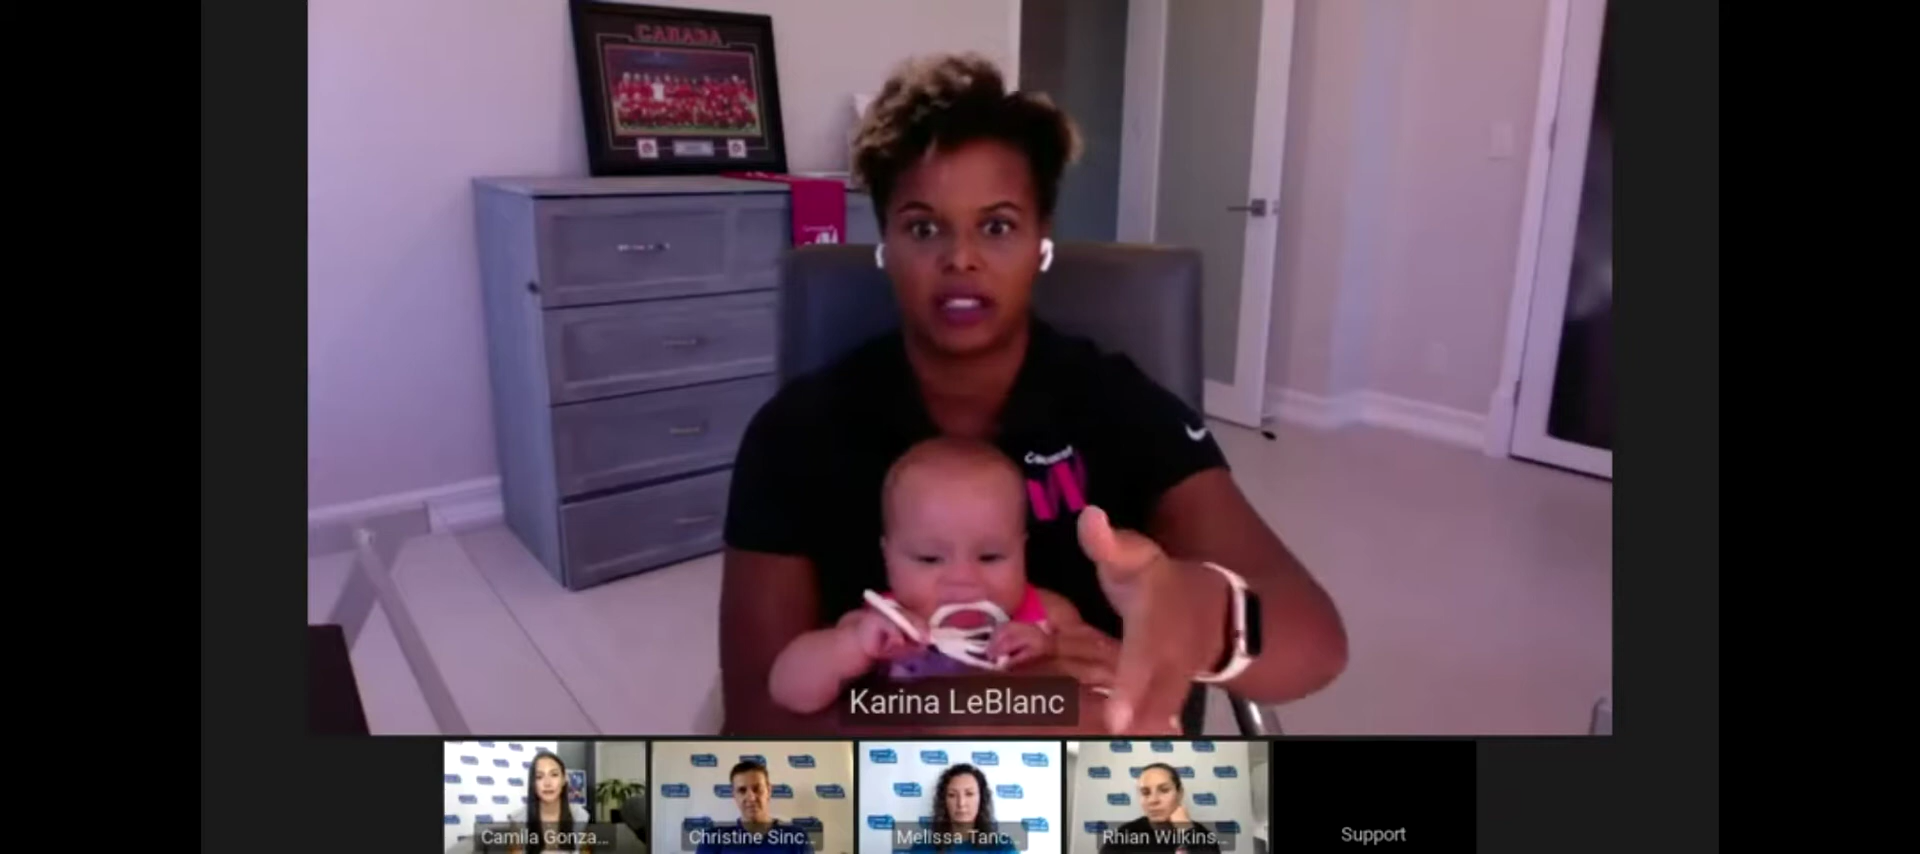 CANADA
Karina LeBlanc
Camila Gonza...
Christine Sinc...
Melissa Tanc...
Rhian Wilkins...
Support